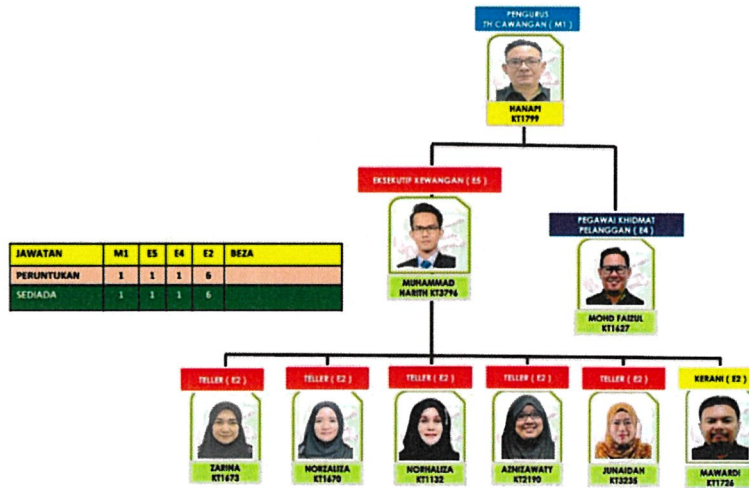 PENGURUS
TH CAWANGAN ( M1 )
HANAPI
KT1799
EKSEKUTIF KEWANGAN ( E5 )
MUHAMMAD
HARITH KT3796
PEGAWAI KHIDMAT
PELANGGAN ( E4 )
MOHD FAIZUL
KT1627
JAWATAN M1 E5 E4 E2 BEZA
PERUNTUKAN 1 1 1 6
SEDIADA 1 1 1 6
TELLER ( E2 )
ZARINA
KT1673
TELLER ( E2 )
NORZALIZA
KT1670
TELLER ( E2 )
NORHALIZA
KT1132
TELLER ( E2 )
AZNIZAWATY
KT2190
TELLER ( E2 )
JUNAIDAH
KT3235
KERANI ( E2 )
MAWARDI
KT1726